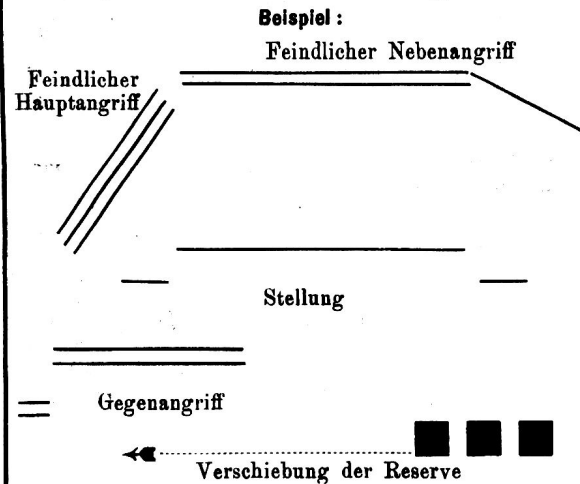 Beispiel:
Feindlicher Nebenangriff
Feindlicher
Hauptangriff
Stellung
Gegenangriff
Verschiebung der Reserve